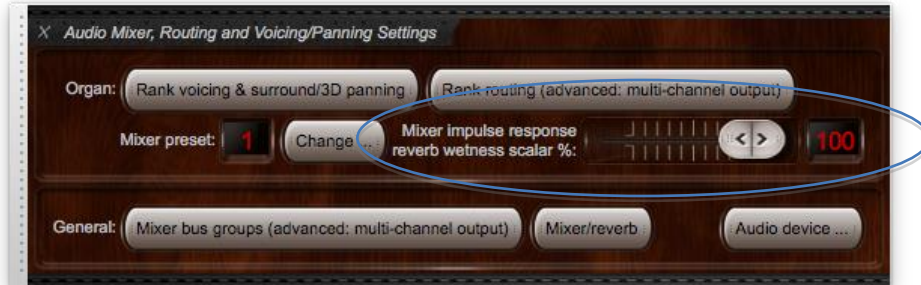 X Audio Mixer, Routing and Voicing/Panning Settings
Organ: Rank voicing & surround/3D panning Rank routing (advanced: multi-channel output)
Mixer preset: 1 Change ... Mixer impulse response
reverb wetness scalar %: < > 100
General: Mixer bus groups (advanced: multi-channel output) Mixer/reverb Audio device ...